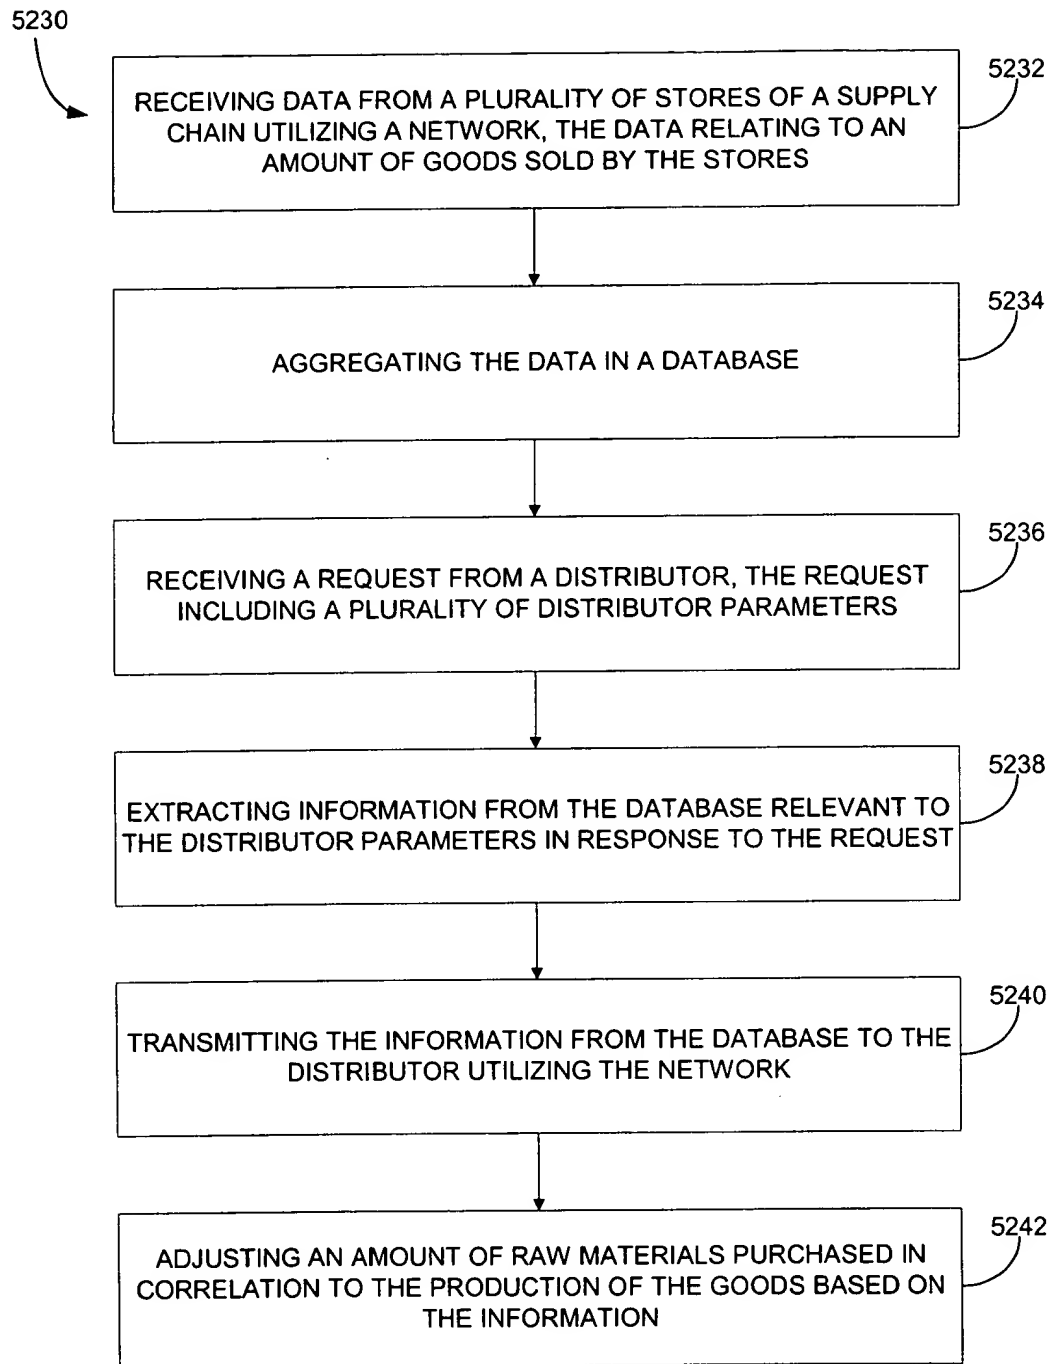 5230
5232
RECEIVING DATA FROM A PLURALITY OF STORES OF A SUPPLY
CHAIN UTILIZING A NETWORK, THE DATA RELATING TO AN
AMOUNT OF GOODS SOLD BY THE STORES
5234
AGGREGATING THE DATA IN A DATABASE
5236
RECEIVING A REQUEST FROM A DISTRIBUTOR, THE REQUEST
INCLUDING A PLURALITY OF DISTRIBUTOR PARAMETERS
5238
EXTRACTING INFORMATION FROM THE DATABASE RELEVANT TO
THE DISTRIBUTOR PARAMETERS IN RESPONSE TO THE REQUEST
5240
TRANSMITTING THE INFORMATION FROM THE DATABASE TO THE
DISTRIBUTOR UTILIZING THE NETWORK
5242
ADJUSTING AN AMOUNT OF RAW MATERIALS PURCHASED IN
CORRELATION TO THE PRODUCTION OF THE GOODS BASED ON
THE INFORMATION